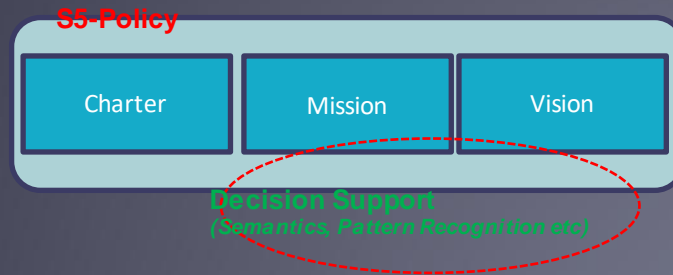 S5-Policy
Charter
Mission
Vision
Decision Support
(Semantics, Pattern Recognition etc)